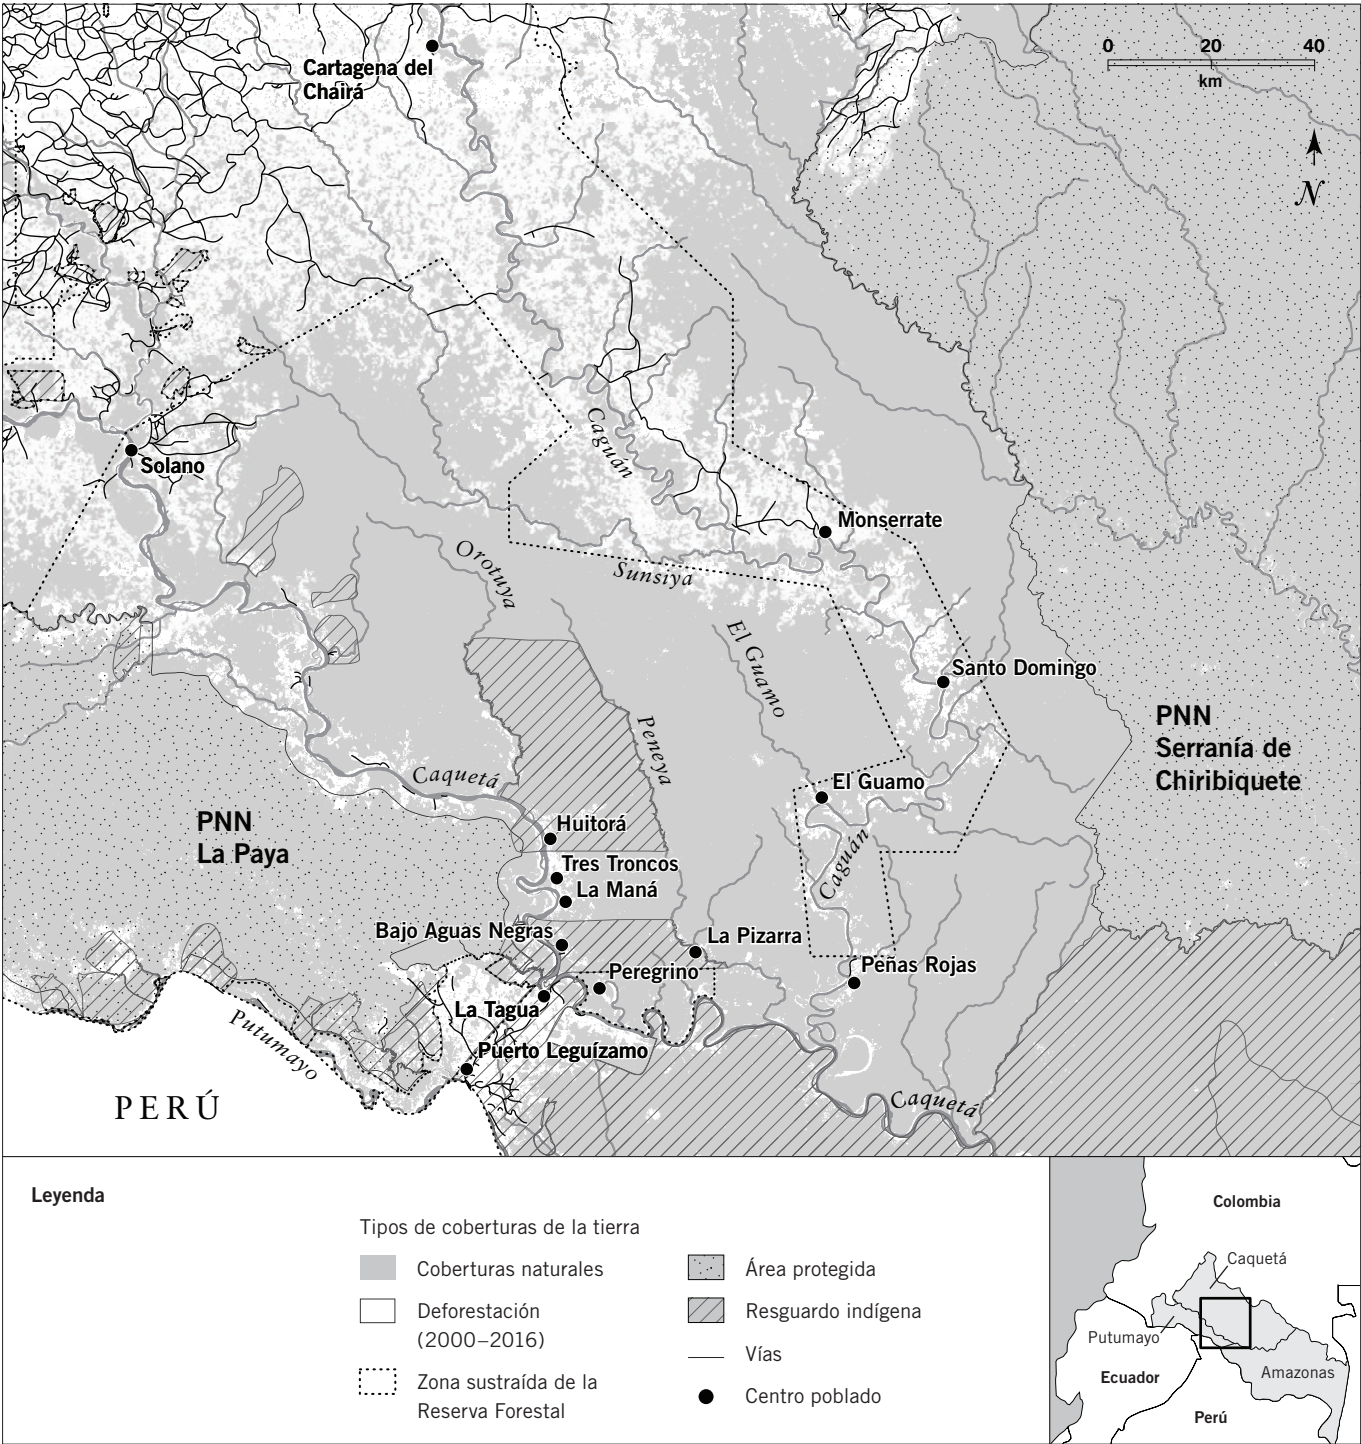 Cartagena del
Chairá
0 20 40
km
N
Solano
Caguán
Monserrate
Orotuya
Sunsiya
El Guamo
Santo Domingo
Peneya
PNN
Serranía de
Chiribiquete
Caquetá
El Guamo
PNN
La Paya
Huitorá
Tres Troncos
La Maná
Caguán
Bajo Aguas Negras
La Pizarra
Peregrino
Peñas Rojas
La Tagua
Putumayo
Puerto Leguízamo
PERÚ
Caquetá
Leyenda
Tipos de coberturas de la tierra
Coberturas naturales
Deforestación
(2000–2016)
Zona sustraída de la
Reserva Forestal
Área protegida
Resguardo indígena
Vías
Centro poblado
Colombia
Caquetá
Putumayo
Ecuador
Amazonas
Perú